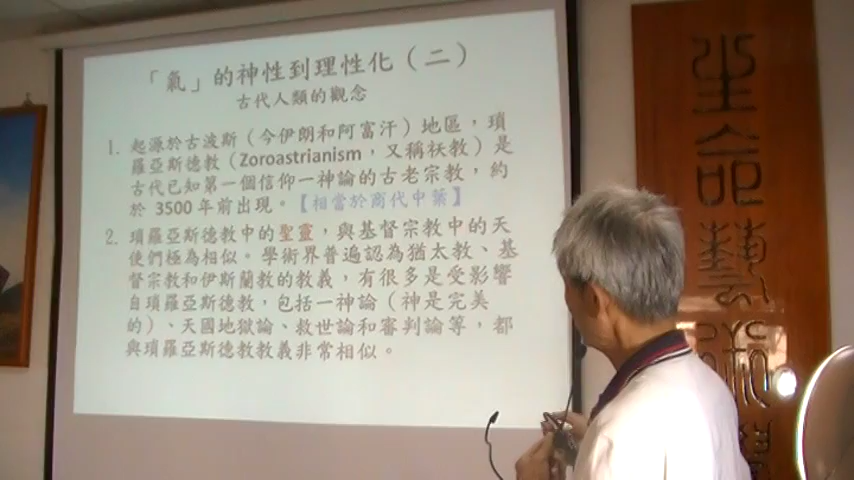 「氣」的神性到理性化（二）
古代人類的觀念
1. 起源於古波斯（今伊朗和阿富汗）地區，瑣
羅亞斯德教（Zoroastrianism，又稱祆教）是
古代已知第一個信仰一神論的古老宗教，約
於 3500 年前出現。【相當於商代中葉】
2. 瑣羅亞斯德教中的聖靈，與基督宗教中的天
使們極為相似。學術界普遍認為猶太教、基
督宗教和伊斯蘭教的教義，有很多是受影響
自瑣羅亞斯德教，包括一神論（神是完美
的）、天國地獄論、救世論和審判論等，都
與瑣羅亞斯德教教義非常相似。
生命藝術